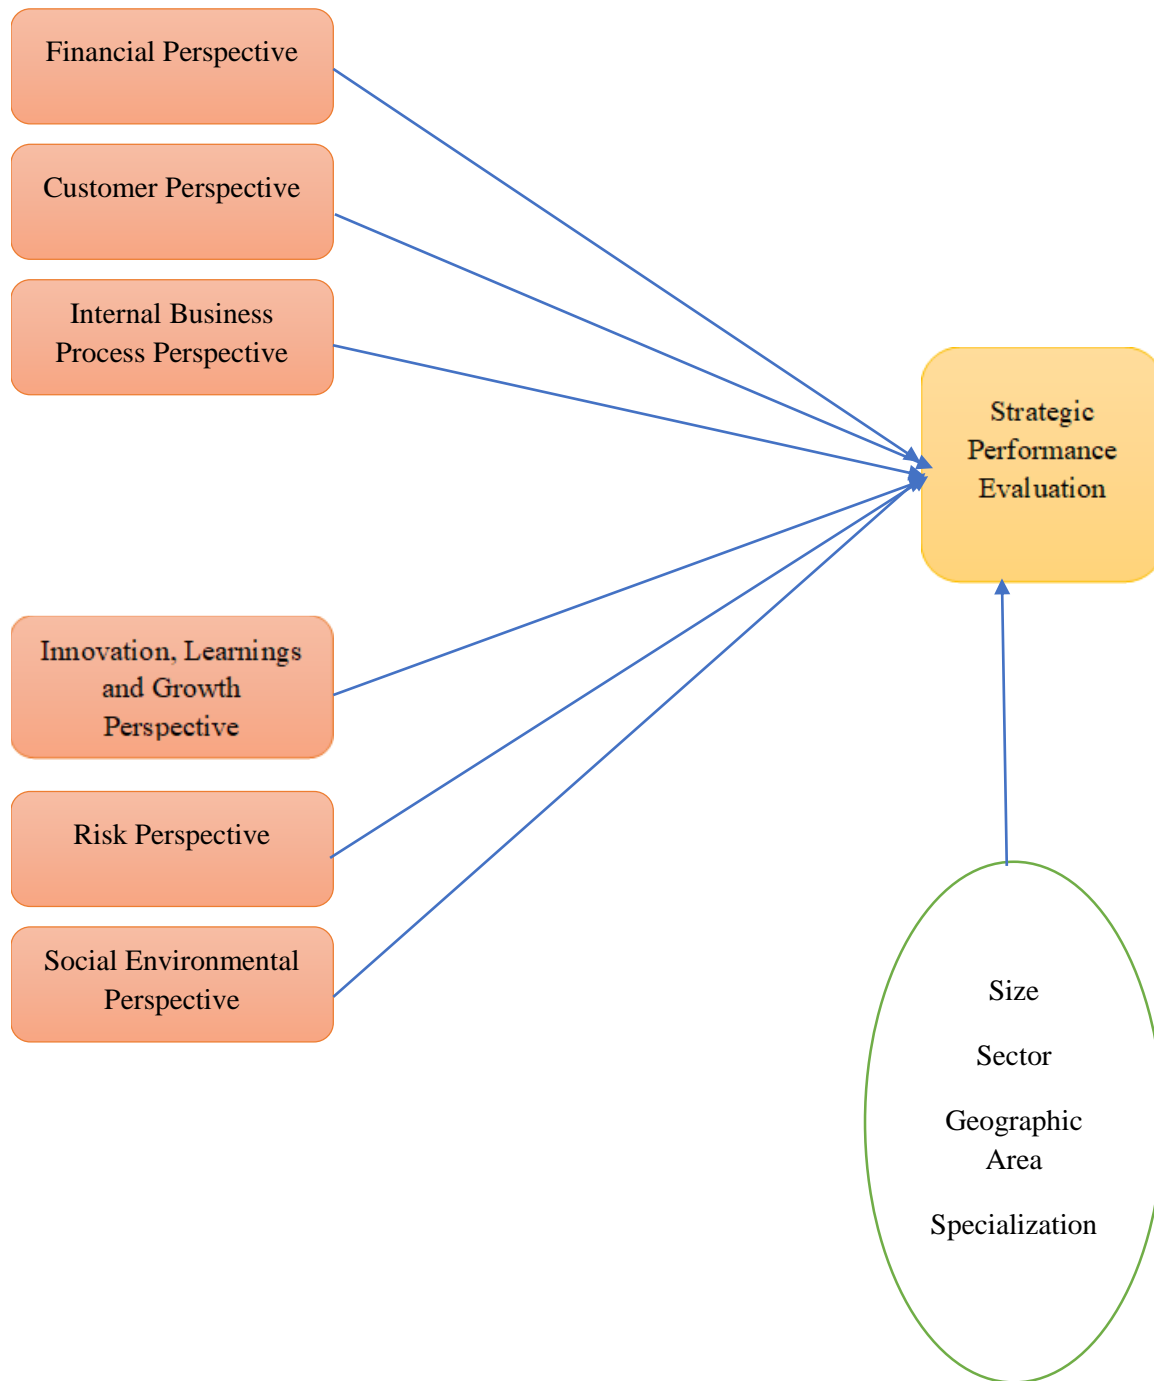 Financial Perspective
Customer Perspective
Internal Business
Process Perspective
Strategic
Performance
Evaluation
Innovation, Learnings
and Growth
Perspective
Risk Perspective
Social Environmental
Perspective
Size
Sector
Geographic
Area
Specialization